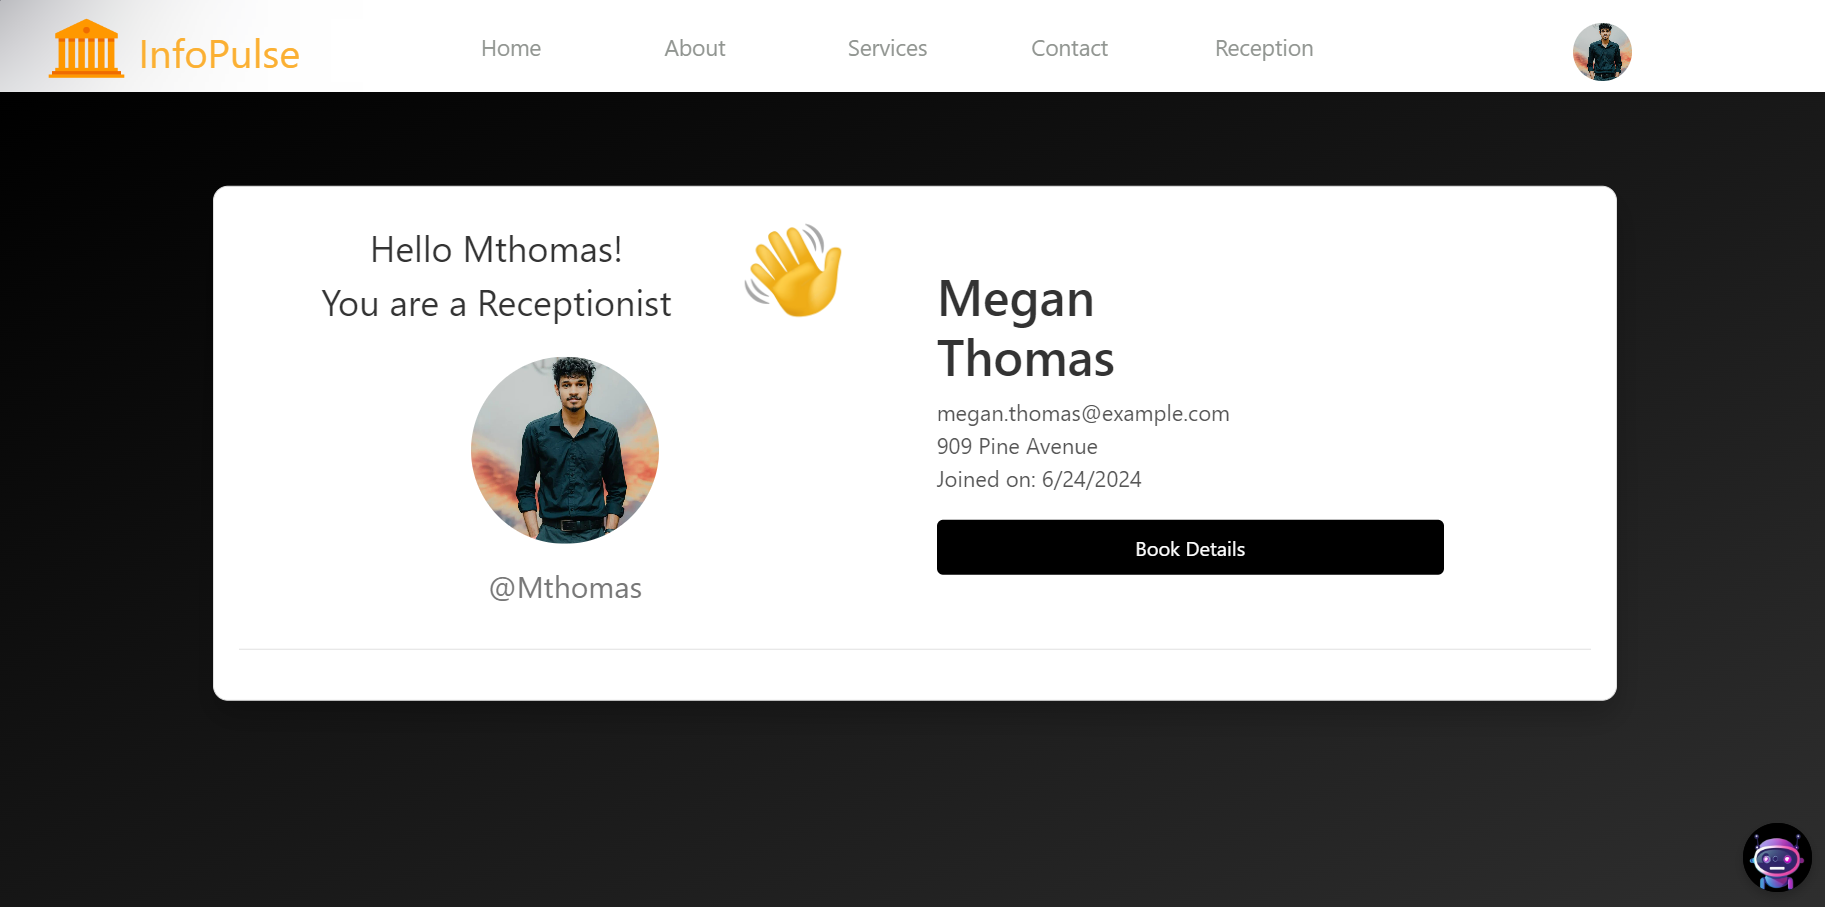 InfoPulse
Home
About
Services
Contact
Reception
Hello Mthomas!
You are a Receptionist
@Mthomas
Megan
Thomas
megan.thomas@example.com
909 Pine Avenue
Joined on: 6/24/2024
Book Details